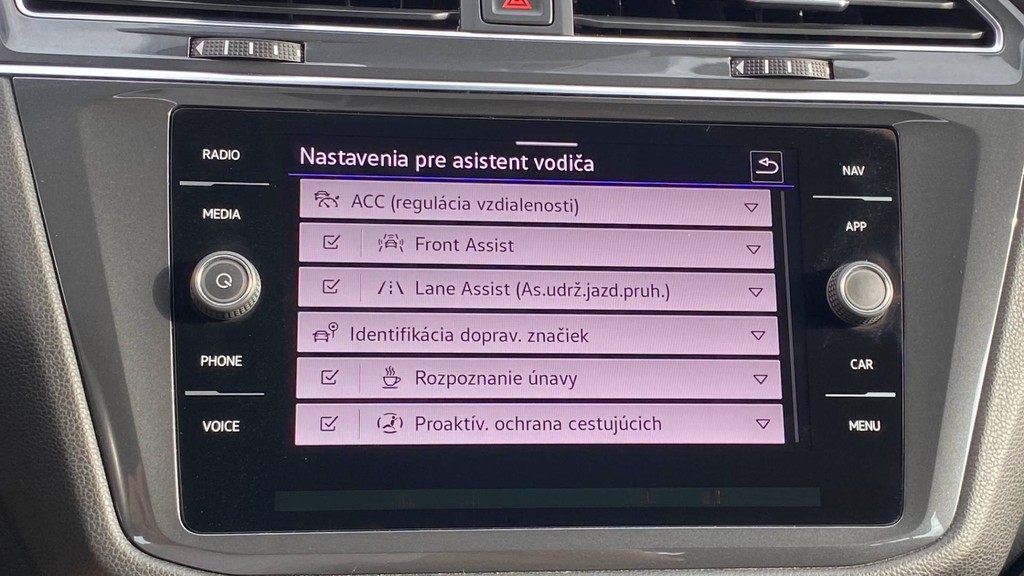 RADIO
MEDIA
PHONE
VOICE
Nastavenia pre asistent vodiča
ACC (regulácia vzdialenosti)
Front Assist
Lane Assist (As.udrž.jazd.pruh.)
Identifikácia doprav. značiek
Rozpoznanie únavy
Proaktív. ochrana cestujúcich
NAV
APP
CAR
MENU